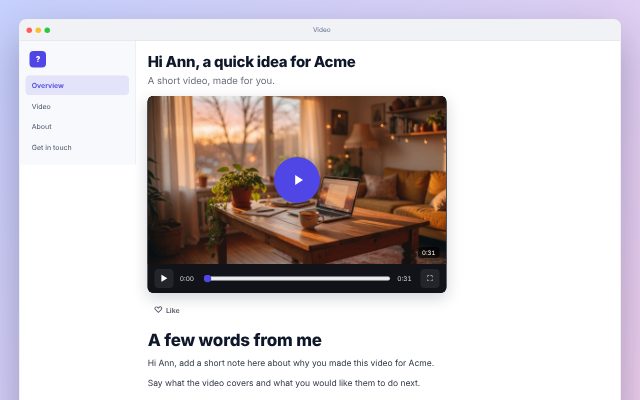 Video
?
Overview
Video
About
Get in touch
Hi Ann, a quick idea for Acme
A short video, made for you.
0:31
0:00
0:31
Like
A few words from me
Hi Ann, add a short note here about why you made this video for Acme.
Say what the video covers and what you would like them to do next.